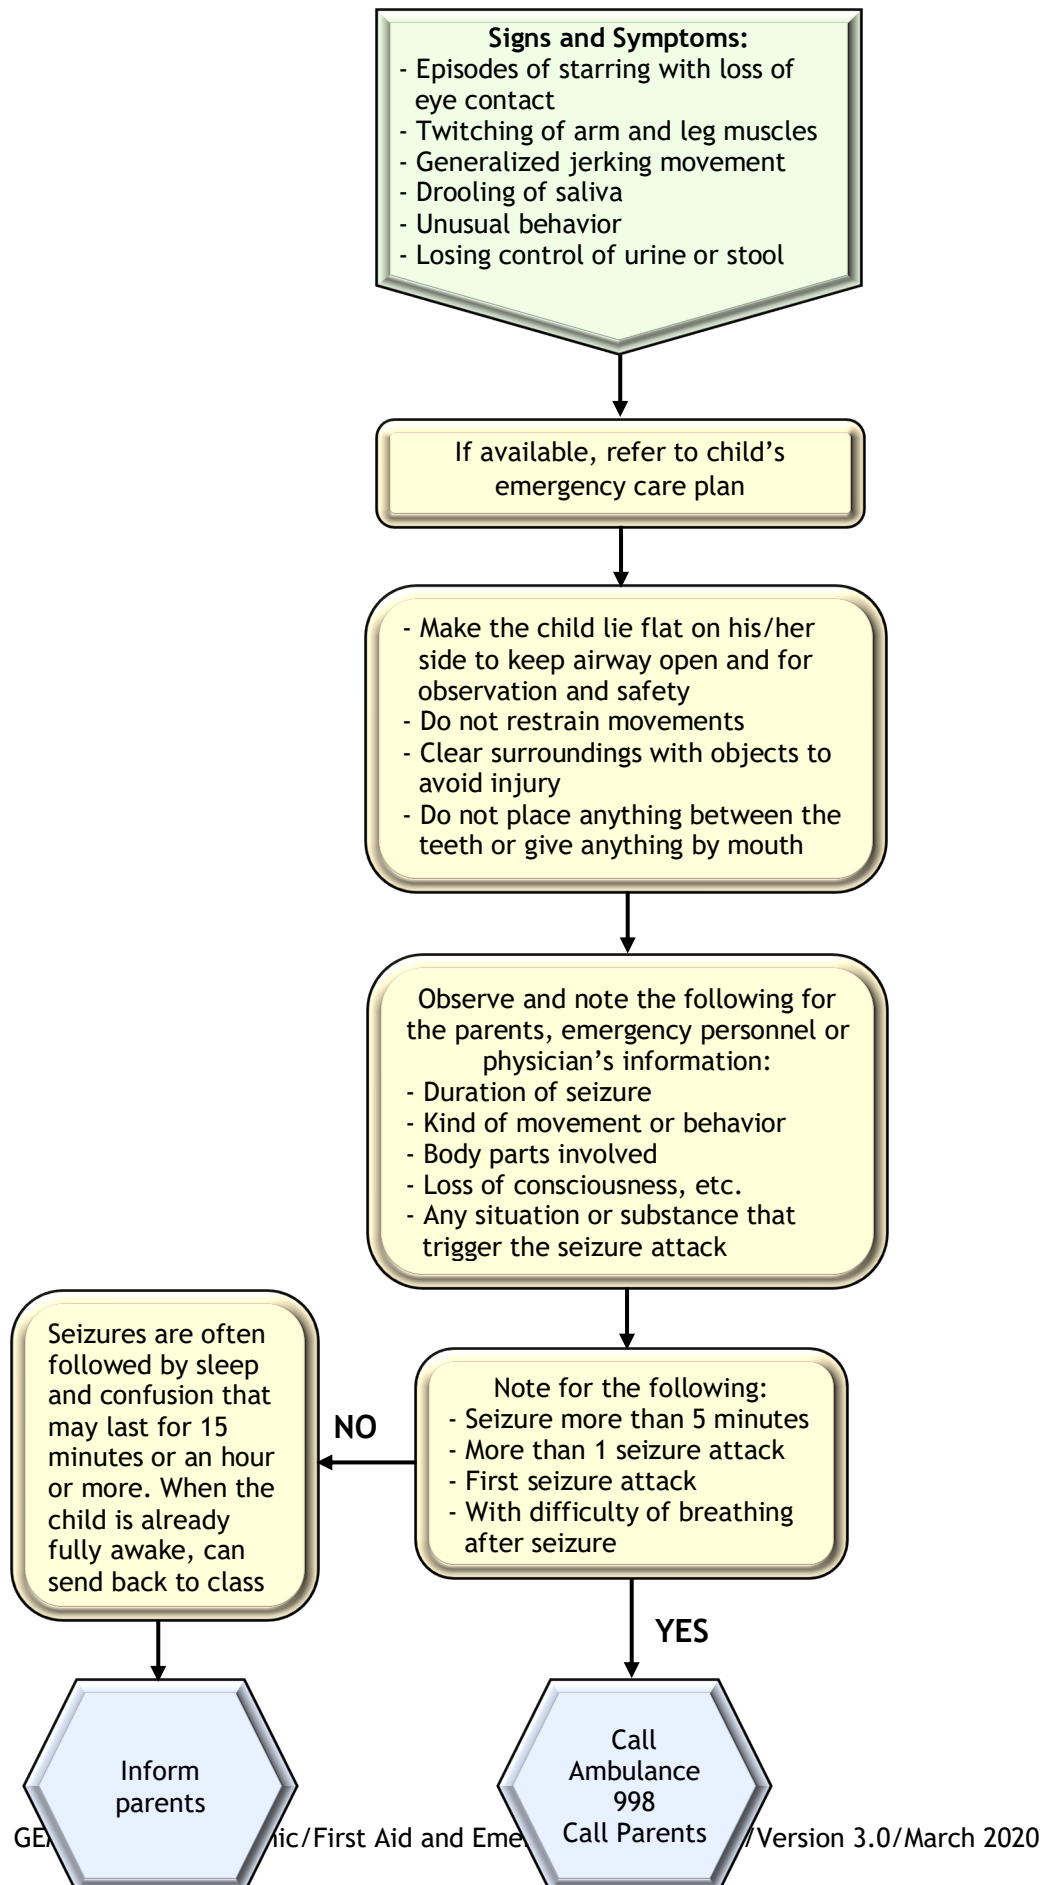 Signs and Symptoms:
- Episodes of starring with loss of
eye contact
- Twitching of arm and leg muscles
- Generalized jerking movement
- Drooling of saliva
- Unusual behavior
- Losing control of urine or stool
If available, refer to child’s
emergency care plan
- Make the child lie flat on his/her
side to keep airway open and for
observation and safety
- Do not restrain movements
- Clear surroundings with objects to
avoid injury
- Do not place anything between the
teeth or give anything by mouth
Observe and note the following for
the parents, emergency personnel or
physician’s information:
- Duration of seizure
- Kind of movement or behavior
- Body parts involved
- Loss of consciousness, etc.
- Any situation or substance that
trigger the seizure attack
Note for the following:
- Seizure more than 5 minutes
- More than 1 seizure attack
- First seizure attack
- With difficulty of breathing
after seizure
NO
Seizures are often
followed by sleep
and confusion that
may last for 15
minutes or an hour
or more. When the
child is already
fully awake, can
send back to class
YES
Inform
parents
Call
Ambulance
998
Call Parents
/First Aid and /Version 3.0/March 2020